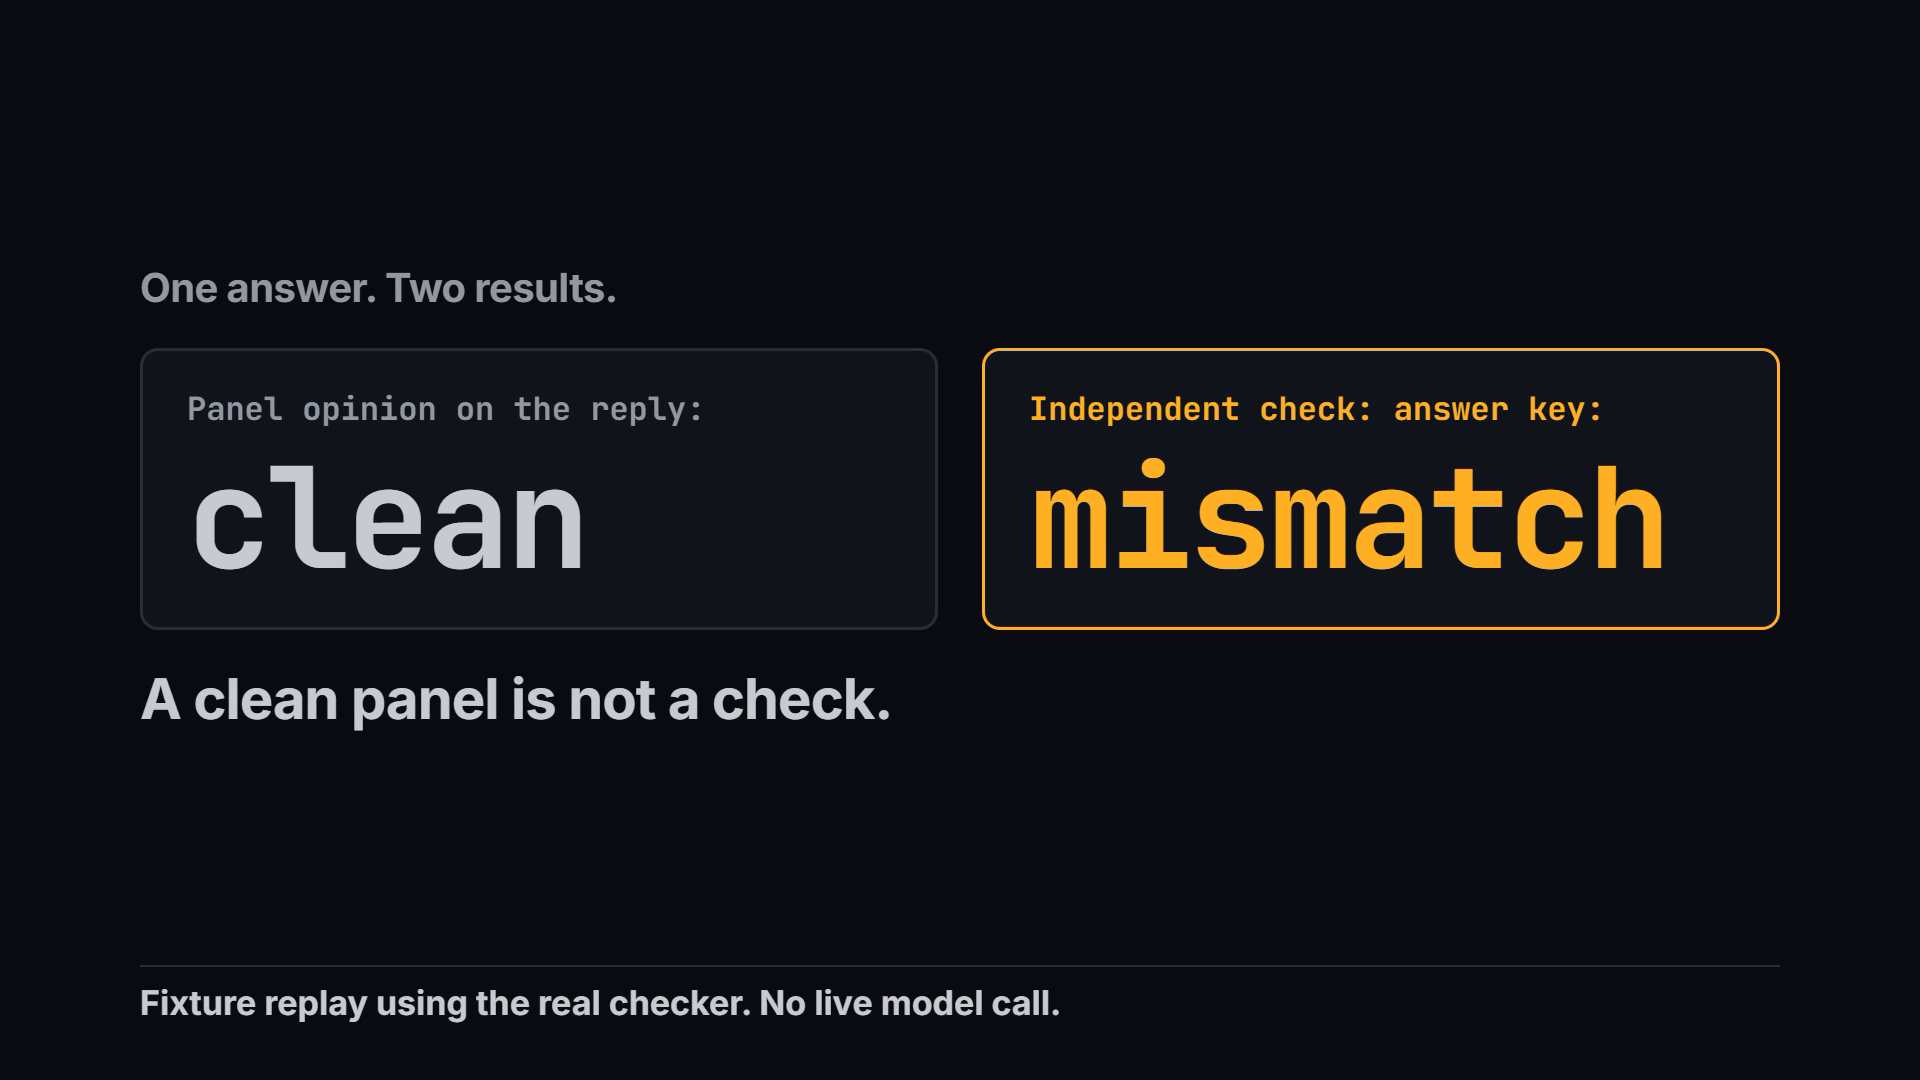 One answer. Two results.
Panel opinion on the reply:
clean
Independent check: answer key:
mismatch
A clean panel is not a check.
Fixture replay using the real checker. No live model call.